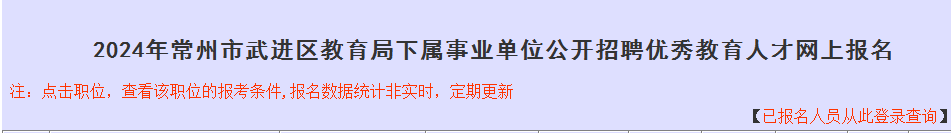 2024年常州市武进区教育局下属事业单位公开招聘优秀教育人才网上报名
注：点击职位，查看该职位的报考条件,报名数据统计非实时，定期更新
【已报名人员从此登录查询】